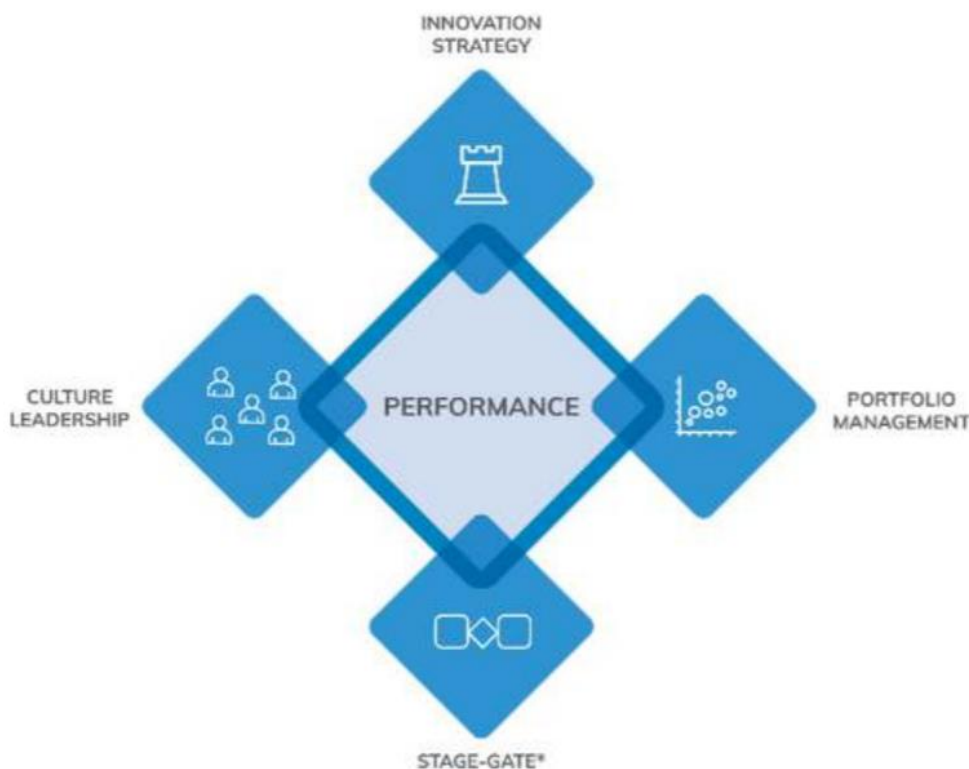 INNOVATION
STRATEGY
CULTURE
LEADERSHIP
PERFORMANCE
PORTFOLIO
MANAGEMENT
STAGE-GATE®